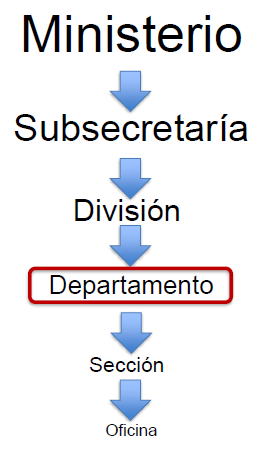 Ministerio
Subsecretaría
División
Departamento
Sección
Oficina